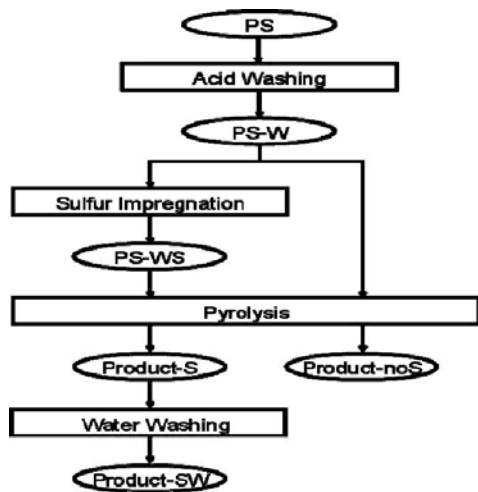 PS
Acid Washing
PS-W
Sulfur Impregnation
PS-WS
Pyrolysis
Product-S
Product-noS
Water Washing
Product-SW